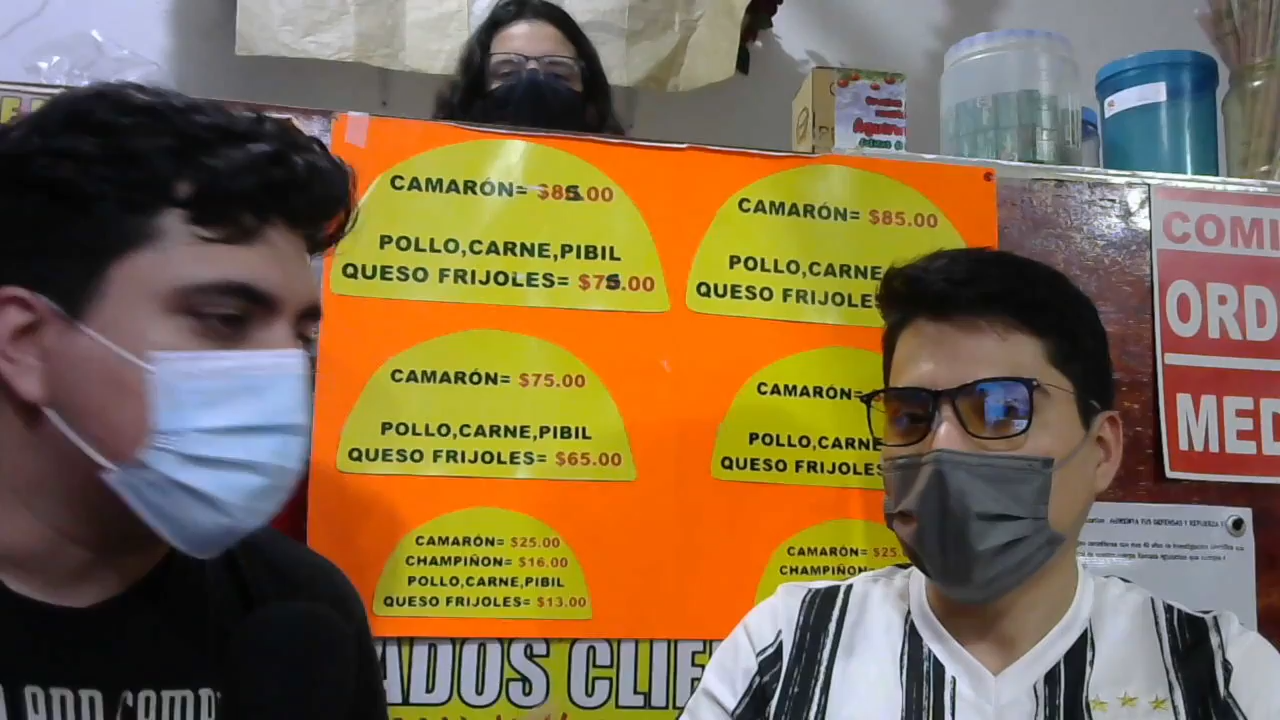 CAMARÓN= $85.00
POLLO,CARNE,PIBIL
QUESO FRIJOLES= $75.00
CAMARÓN= $85.00
POLLO,CARNE
QUESO FRIJOLE
CAMARÓN= $75.00
POLLO,CARNE,PIBIL
QUESO FRIJOLES= $65.00
CAMARÓN=
POLLO,CARNE
QUESO FRIJOLES
CAMARÓN= $25.00
CHAMPIÑON= $16.00
POLLO,CARNE,PIBIL
QUESO FRIJOLES= $13.00
CAMARÓN= $25.0
CHAMPIÑON=
ADOS CLIE
COMI
ORD
MED